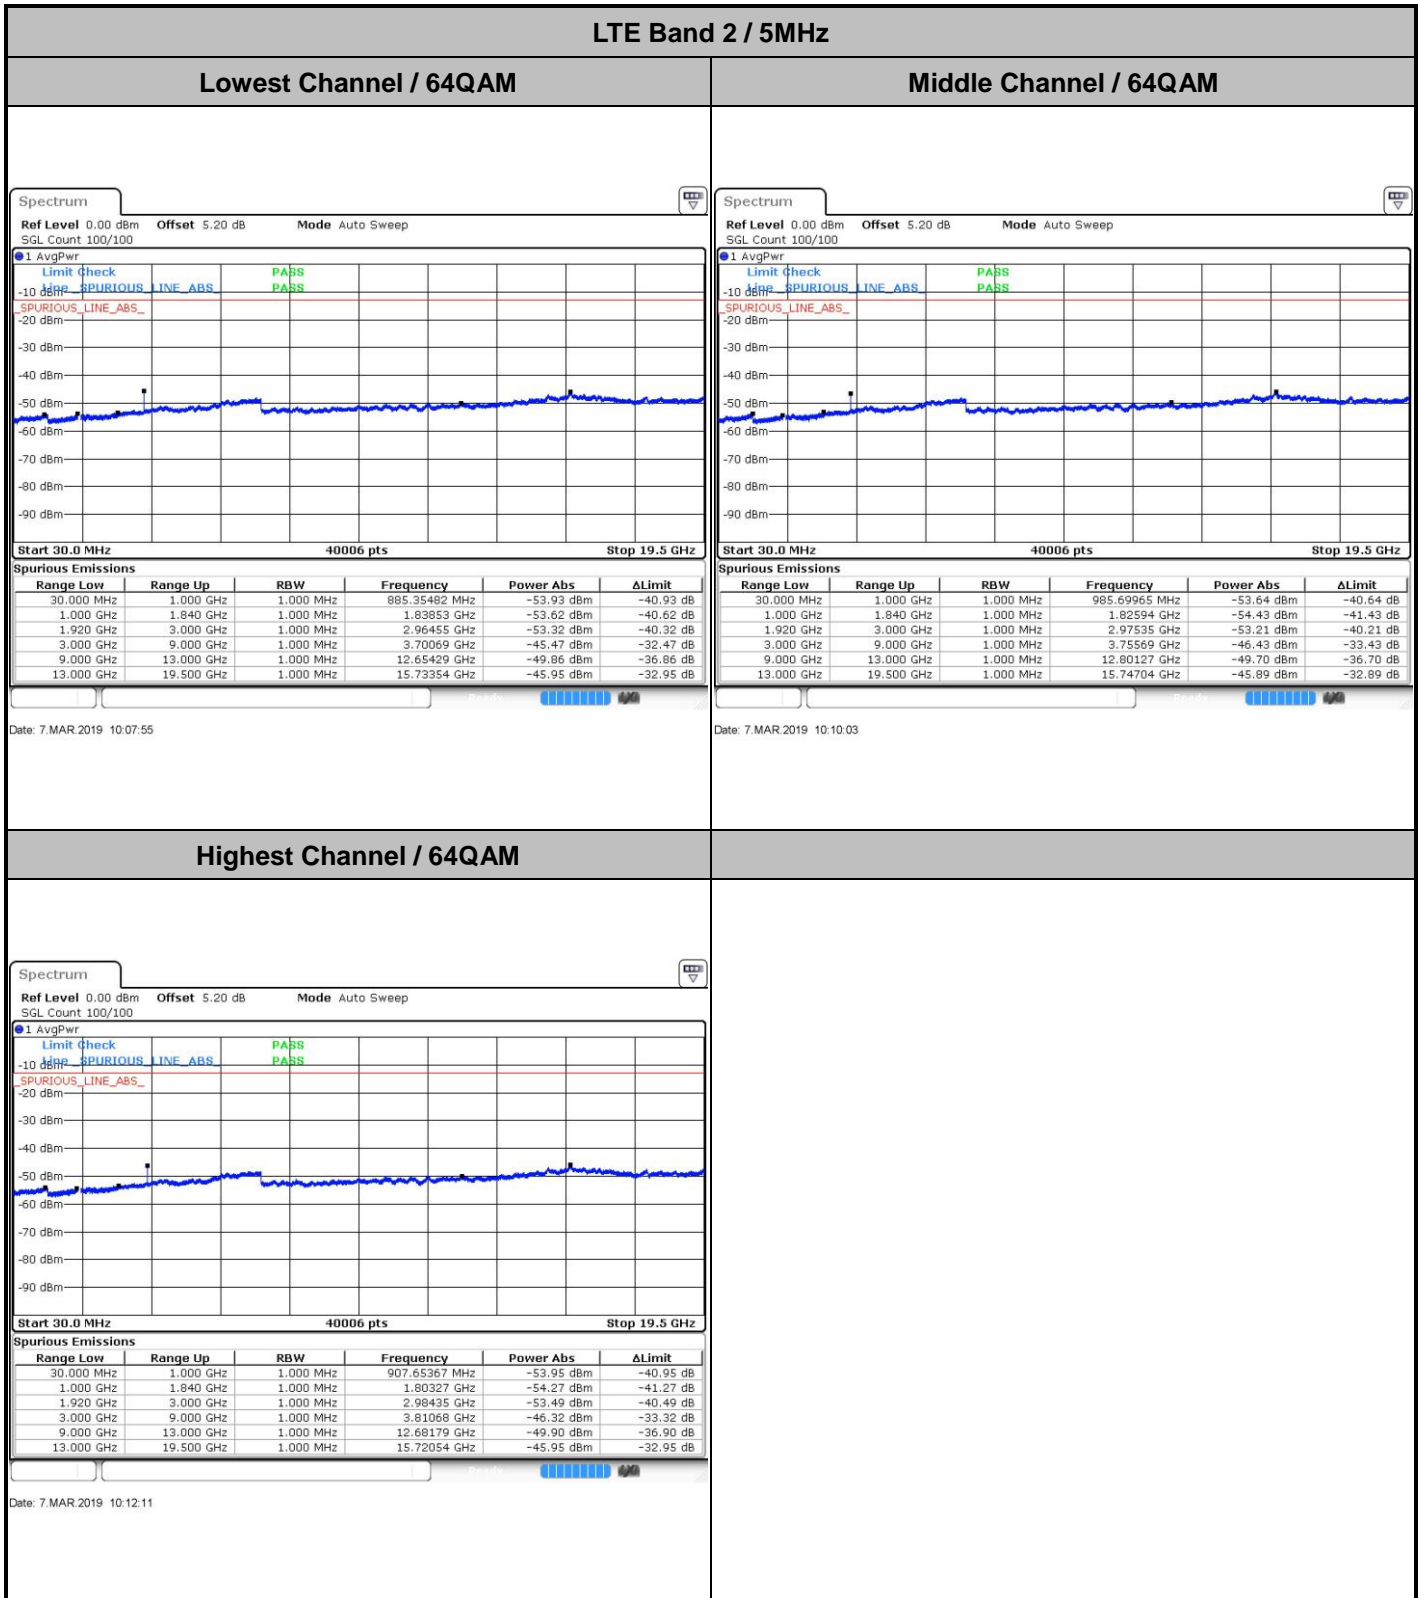 LTE Band 2 / 5MHz
Lowest Channel / 64QAM
Middle Channel / 64QAM
Spectrum
Ref Level 0.00 dBm Offset 5.20 dB Mode Auto Sweep
SGL Count 100/100
1 AvgPwr
Limit Check PASS
-10 dBm Line _SPURIOUS_LINE_ABS_ PASS
_SPURIOUS_LINE_ABS_
-20 dBm
-30 dBm
-40 dBm
-50 dBm
-60 dBm
-70 dBm
-80 dBm
-90 dBm
Start 30.0 MHz 40006 pts Stop 19.5 GHz
Spurious Emissions
Range Low Range Up RBW Frequency Power Abs ΔLimit
30.000 MHz 1.000 GHz 1.000 MHz 885.35482 MHz -53.93 dBm -40.93 dB
1.000 GHz 1.840 GHz 1.000 MHz 1.83853 GHz -53.62 dBm -40.62 dB
1.920 GHz 3.000 GHz 1.000 MHz 2.96455 GHz -53.32 dBm -40.32 dB
3.000 GHz 9.000 GHz 1.000 MHz 3.70069 GHz -45.47 dBm -32.47 dB
9.000 GHz 13.000 GHz 1.000 MHz 12.65429 GHz -49.86 dBm -36.86 dB
13.000 GHz 19.500 GHz 1.000 MHz 15.73354 GHz -45.95 dBm -32.95 dB
Date: 7.MAR.2019 10:07:55
Spectrum
Ref Level 0.00 dBm Offset 5.20 dB Mode Auto Sweep
SGL Count 100/100
1 AvgPwr
Limit Check PASS
-10 dBm Line _SPURIOUS_LINE_ABS_ PASS
_SPURIOUS_LINE_ABS_
-20 dBm
-30 dBm
-40 dBm
-50 dBm
-60 dBm
-70 dBm
-80 dBm
-90 dBm
Start 30.0 MHz 40006 pts Stop 19.5 GHz
Spurious Emissions
Range Low Range Up RBW Frequency Power Abs ΔLimit
30.000 MHz 1.000 GHz 1.000 MHz 985.69965 MHz -53.64 dBm -40.64 dB
1.000 GHz 1.840 GHz 1.000 MHz 1.82594 GHz -54.43 dBm -41.43 dB
1.920 GHz 3.000 GHz 1.000 MHz 2.97535 GHz -53.21 dBm -40.21 dB
3.000 GHz 9.000 GHz 1.000 MHz 3.75569 GHz -46.43 dBm -33.43 dB
9.000 GHz 13.000 GHz 1.000 MHz 12.80127 GHz -49.70 dBm -36.70 dB
13.000 GHz 19.500 GHz 1.000 MHz 15.74704 GHz -45.89 dBm -32.89 dB
Date: 7.MAR.2019 10:10:03
Highest Channel / 64QAM
Spectrum
Ref Level 0.00 dBm Offset 5.20 dB Mode Auto Sweep
SGL Count 100/100
1 AvgPwr
Limit Check PASS
-10 dBm Line _SPURIOUS_LINE_ABS_ PASS
_SPURIOUS_LINE_ABS_
-20 dBm
-30 dBm
-40 dBm
-50 dBm
-60 dBm
-70 dBm
-80 dBm
-90 dBm
Start 30.0 MHz 40006 pts Stop 19.5 GHz
Spurious Emissions
Range Low Range Up RBW Frequency Power Abs ΔLimit
30.000 MHz 1.000 GHz 1.000 MHz 907.65367 MHz -53.95 dBm -40.95 dB
1.000 GHz 1.840 GHz 1.000 MHz 1.80327 GHz -54.27 dBm -41.27 dB
1.920 GHz 3.000 GHz 1.000 MHz 2.98435 GHz -53.49 dBm -40.49 dB
3.000 GHz 9.000 GHz 1.000 MHz 3.81068 GHz -46.32 dBm -33.32 dB
9.000 GHz 13.000 GHz 1.000 MHz 12.68179 GHz -49.90 dBm -36.90 dB
13.000 GHz 19.500 GHz 1.000 MHz 15.72054 GHz -45.95 dBm -32.95 dB
Date: 7.MAR.2019 10:12:11